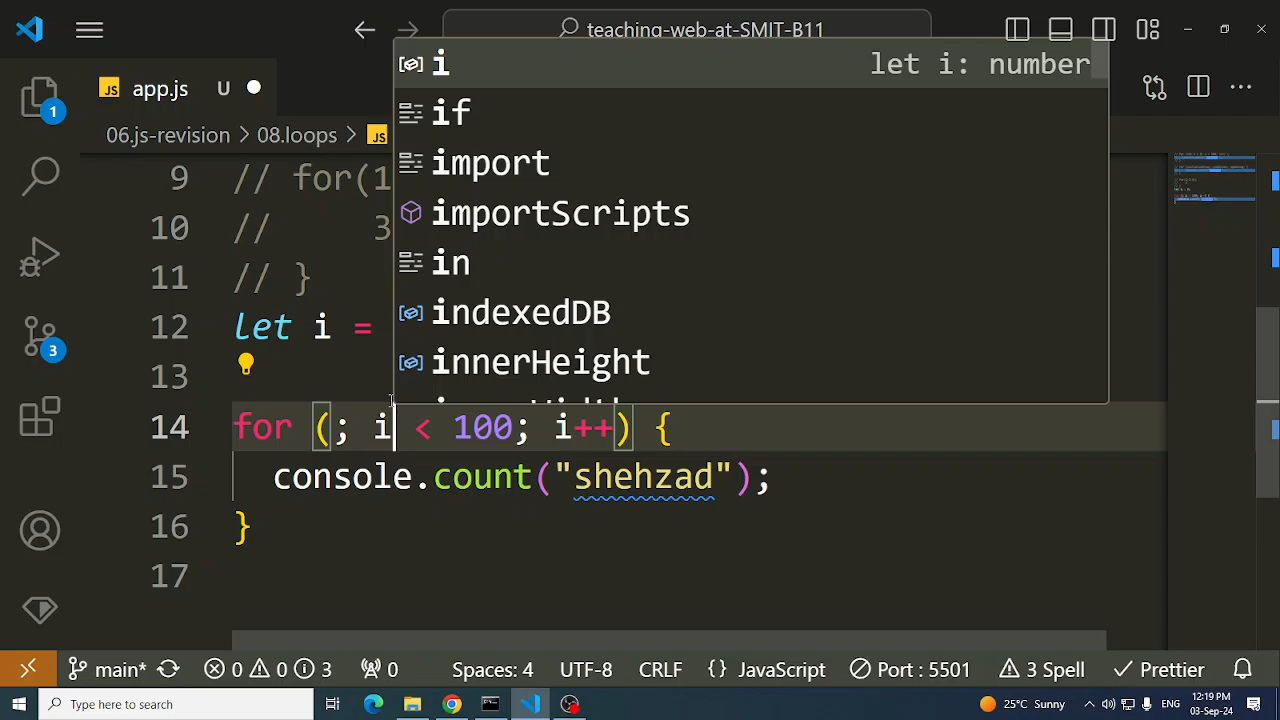 teaching-web-at-SMIT-B11
JS app.js U
06.js-revision > 08.loops > JS
1
3
i let i: number
if
import
importScripts
in
indexedDB
innerHeight
9 // for(1
10 // 3
11 // }
12 let i =
13
14 for (; i < 100; i++) {
15 console.count("shehzad");
16 }
17
main* 0 0 3 0 Spaces: 4 UTF-8 CRLF {} JavaScript Port : 5501 3 Spell Prettier
Type here to search 25°C Sunny ENG 12:19 PM
03-Sep-24